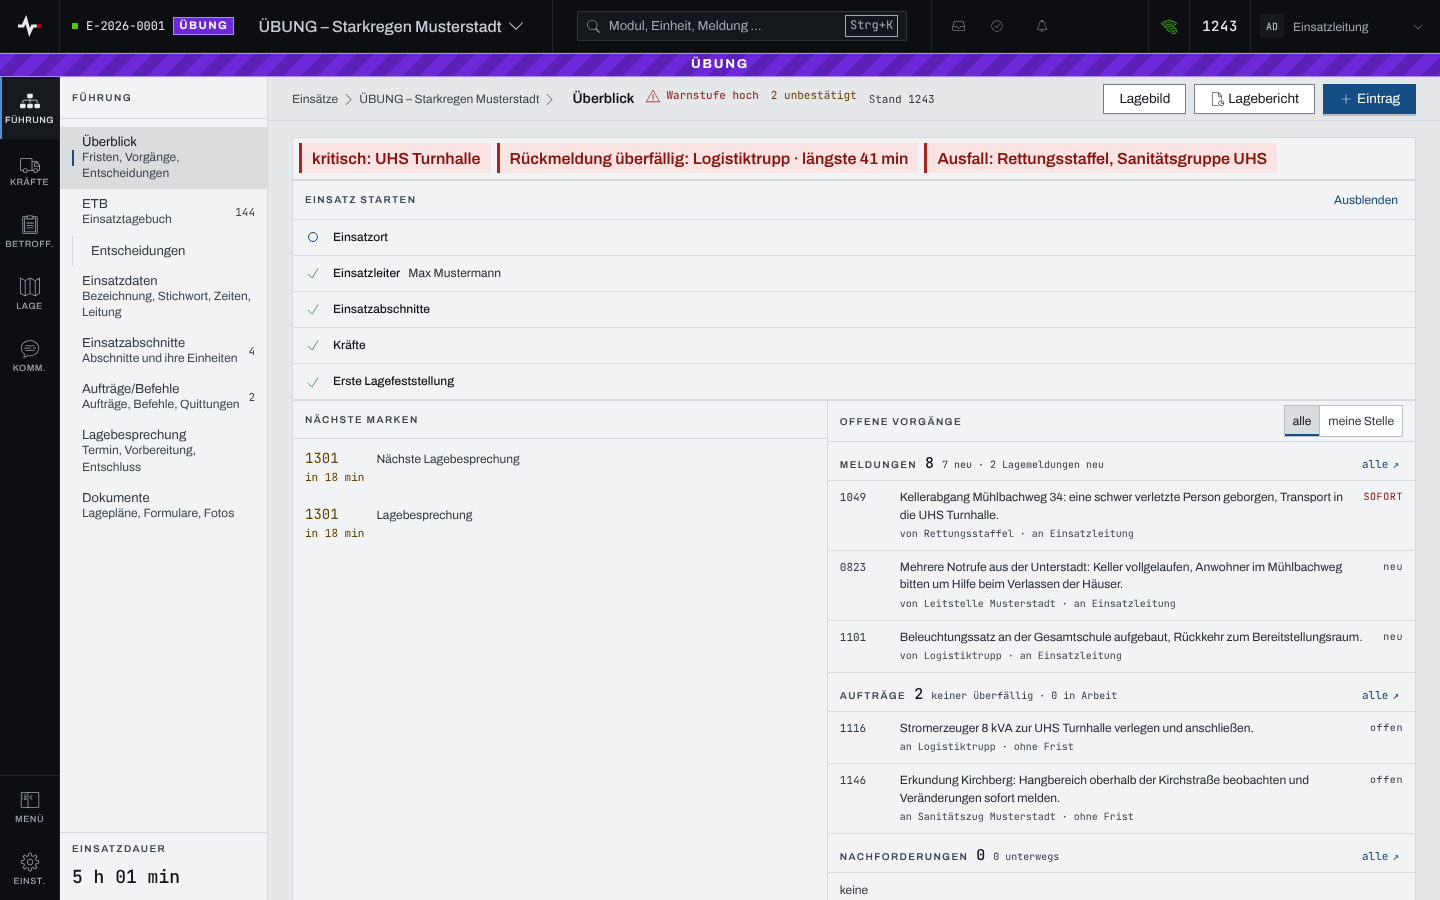 E-2026-0001 ÜBUNG ÜBUNG – Starkregen Musterstadt Modul, Einheit, Meldung ... Strg+K 1243 AD Einsatzleitung
ÜBUNG
FÜHRUNG
KRÄFTE
BETROFF.
LAGE
KOMM.
MENÜ
EINST.
FÜHRUNG
Überblick
Fristen, Vorgänge,
Entscheidungen
ETB
Einsatztagebuch 144
Entscheidungen
Einsatzdaten
Bezeichnung, Stichwort, Zeiten,
Leitung
Einsatzabschnitte
Abschnitte und ihre Einheiten 4
Aufträge/Befehle
Aufträge, Befehle, Quittungen 2
Lagebesprechung
Termin, Vorbereitung,
Entschluss
Dokumente
Lagepläne, Formulare, Fotos
EINSATZDAUER
5 h 01 min
Einsätze ÜBUNG – Starkregen Musterstadt Überblick Warnstufe hoch 2 unbestätigt Stand 1243 Lagebild Lagebericht + Eintrag
kritisch: UHS Turnhalle Rückmeldung überfällig: Logistiktrupp · längste 41 min Ausfall: Rettungsstaffel, Sanitätsgruppe UHS
EINSATZ STARTEN Ausblenden
Einsatzort
Einsatzleiter Max Mustermann
Einsatzabschnitte
Kräfte
Erste Lagefeststellung
NÄCHSTE MARKEN
1301 Nächste Lagebesprechung
in 18 min
1301 Lagebesprechung
in 18 min
OFFENE VORGÄNGE alle meine Stelle
MELDUNGEN 8 7 neu · 2 Lagemeldungen neu alle ↗
1049 Kellerabgang Mühlbachweg 34: eine schwer verletzte Person geborgen, Transport in SOFORT
die UHS Turnhalle.
von Rettungsstaffel · an Einsatzleitung
0823 Mehrere Notrufe aus der Unterstadt: Keller vollgelaufen, Anwohner im Mühlbachweg neu
bitten um Hilfe beim Verlassen der Häuser.
von Leitstelle Musterstadt · an Einsatzleitung
1101 Beleuchtungssatz an der Gesamtschule aufgebaut, Rückkehr zum Bereitstellungsraum. neu
von Logistiktrupp · an Einsatzleitung
AUFTRÄGE 2 keiner überfällig · 0 in Arbeit alle ↗
1116 Stromerzeuger 8 kVA zur UHS Turnhalle verlegen und anschließen. offen
an Logistiktrupp · ohne Frist
1146 Erkundung Kirchberg: Hangbereich oberhalb der Kirchstraße beobachten und offen
Veränderungen sofort melden.
an Sanitätszug Musterstadt · ohne Frist
NACHFORDERUNGEN 0 0 unterwegs alle ↗
keine